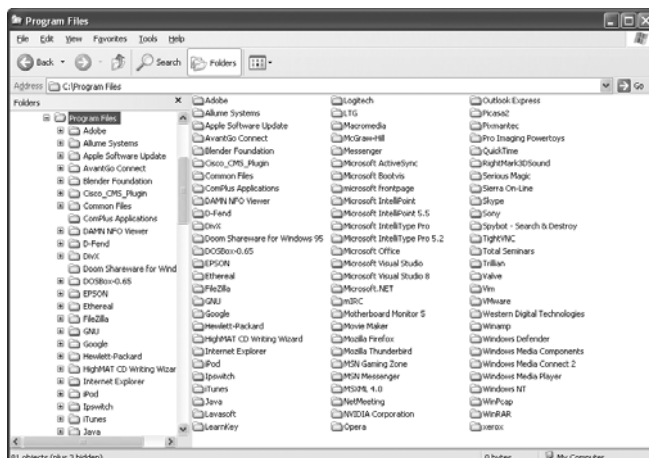 Program Files
File Edit View Favorites Tools Help
Back Search Folders
Address C:\Program Files Go
Folders
Program Files
Adobe
Allume Systems
Apple Software Update
AvantGo Connect
Blender Foundation
Cisco_CMS_Plugin
Common Files
ComPlus Applications
DAMN NFO Viewer
D-Fend
DivX
Doom Shareware for Wind
DOSBox-0.65
EPSON
Ethereal
FileZilla
GNU
Google
Hewlett-Packard
HighMAT CD Writing Wizar
Internet Explorer
iPod
Ipswitch
iTunes
Java
Adobe
Allume Systems
Apple Software Update
AvantGo Connect
Blender Foundation
Cisco_CMS_Plugin
Common Files
ComPlus Applications
DAMN NFO Viewer
D-Fend
DivX
Doom Shareware for Windows 95
DOSBox-0.65
EPSON
Ethereal
FileZilla
GNU
Google
Hewlett-Packard
HighMAT CD Writing Wizard
Internet Explorer
iPod
Ipswitch
iTunes
Java
Lavasoft
LearnKey
Logitech
LTG
Macromedia
McGraw-Hill
Messenger
Microsoft ActiveSync
Microsoft Bootvis
microsoft frontpage
Microsoft IntelliPoint
Microsoft IntelliPoint 5.5
Microsoft IntelliType Pro
Microsoft IntelliType Pro 5.2
Microsoft Office
Microsoft Visual Studio
Microsoft Visual Studio 8
Microsoft.NET
mIRC
Motherboard Monitor 5
Movie Maker
Mozilla Firefox
Mozilla Thunderbird
MSN Gaming Zone
MSN Messenger
MSXML 4.0
NetMeeting
NVIDIA Corporation
Opera
Outlook Express
Picasa2
Pixmantec
Pro Imaging Powertoys
QuickTime
RightMark3DSound
Serious Magic
Sierra On-Line
Skype
Sony
Spybot - Search & Destroy
TightVNC
Total Seminars
Trillian
Valve
Vim
VMware
Western Digital Technologies
Winamp
Windows Defender
Windows Media Components
Windows Media Connect 2
Windows Media Player
Windows NT
WinPcap
WinRAR
xerox
objects (plus 2 hidden) 0 bytes My Computer